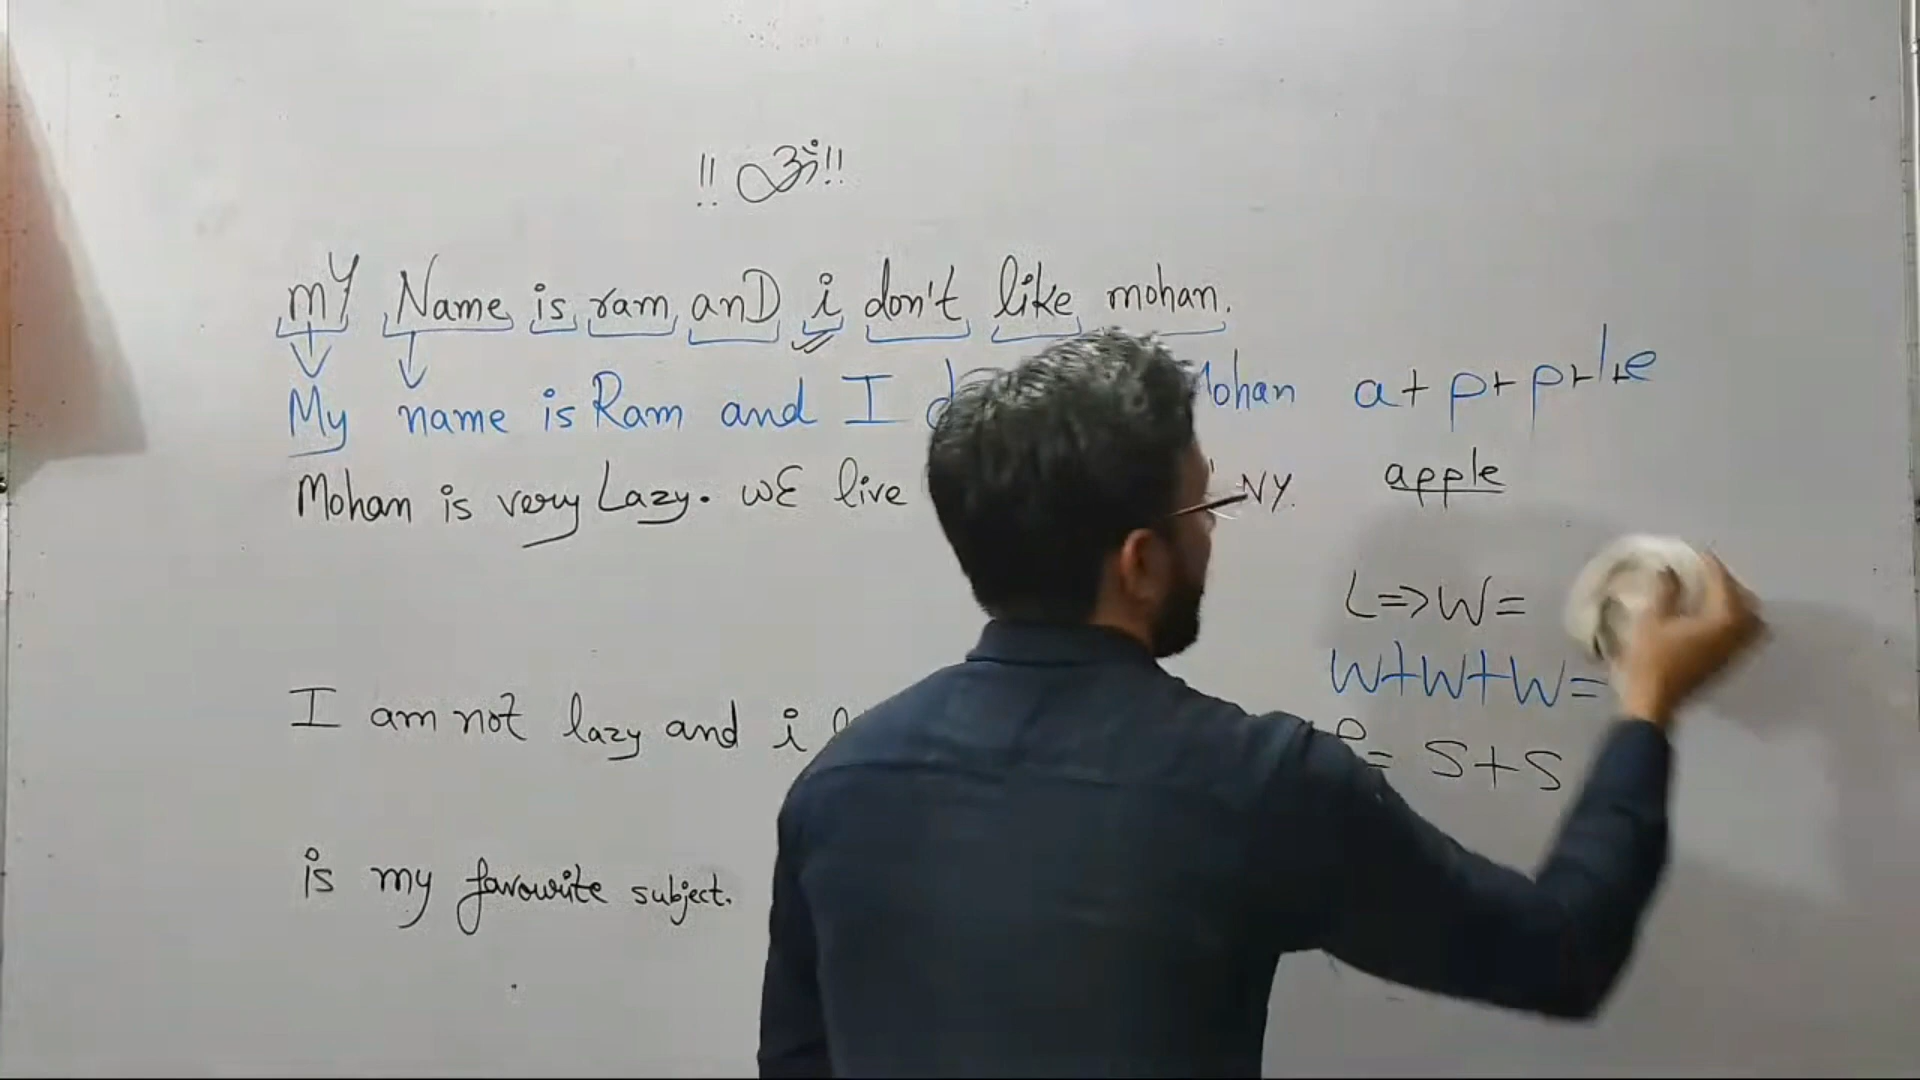 !! ॐ !!
mY Name is ram anD i don't like mohan.
My name is Ram and I Mohan
a+p+p+l+e
Mohan is very Lazy. wE live NY.
apple
L=>W=
W+W+W=
I am not lazy and i
= S+S
is my favourite subject.